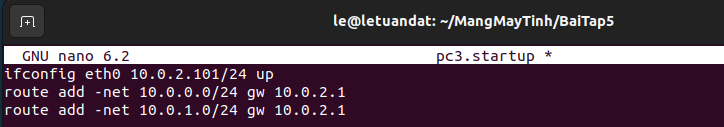 le@letuandat: ~/MangMayTinh/BaiTap5
GNU nano 6.2 pc3.startup *
ifconfig eth0 10.0.2.101/24 up
route add -net 10.0.0.0/24 gw 10.0.2.1
route add -net 10.0.1.0/24 gw 10.0.2.1